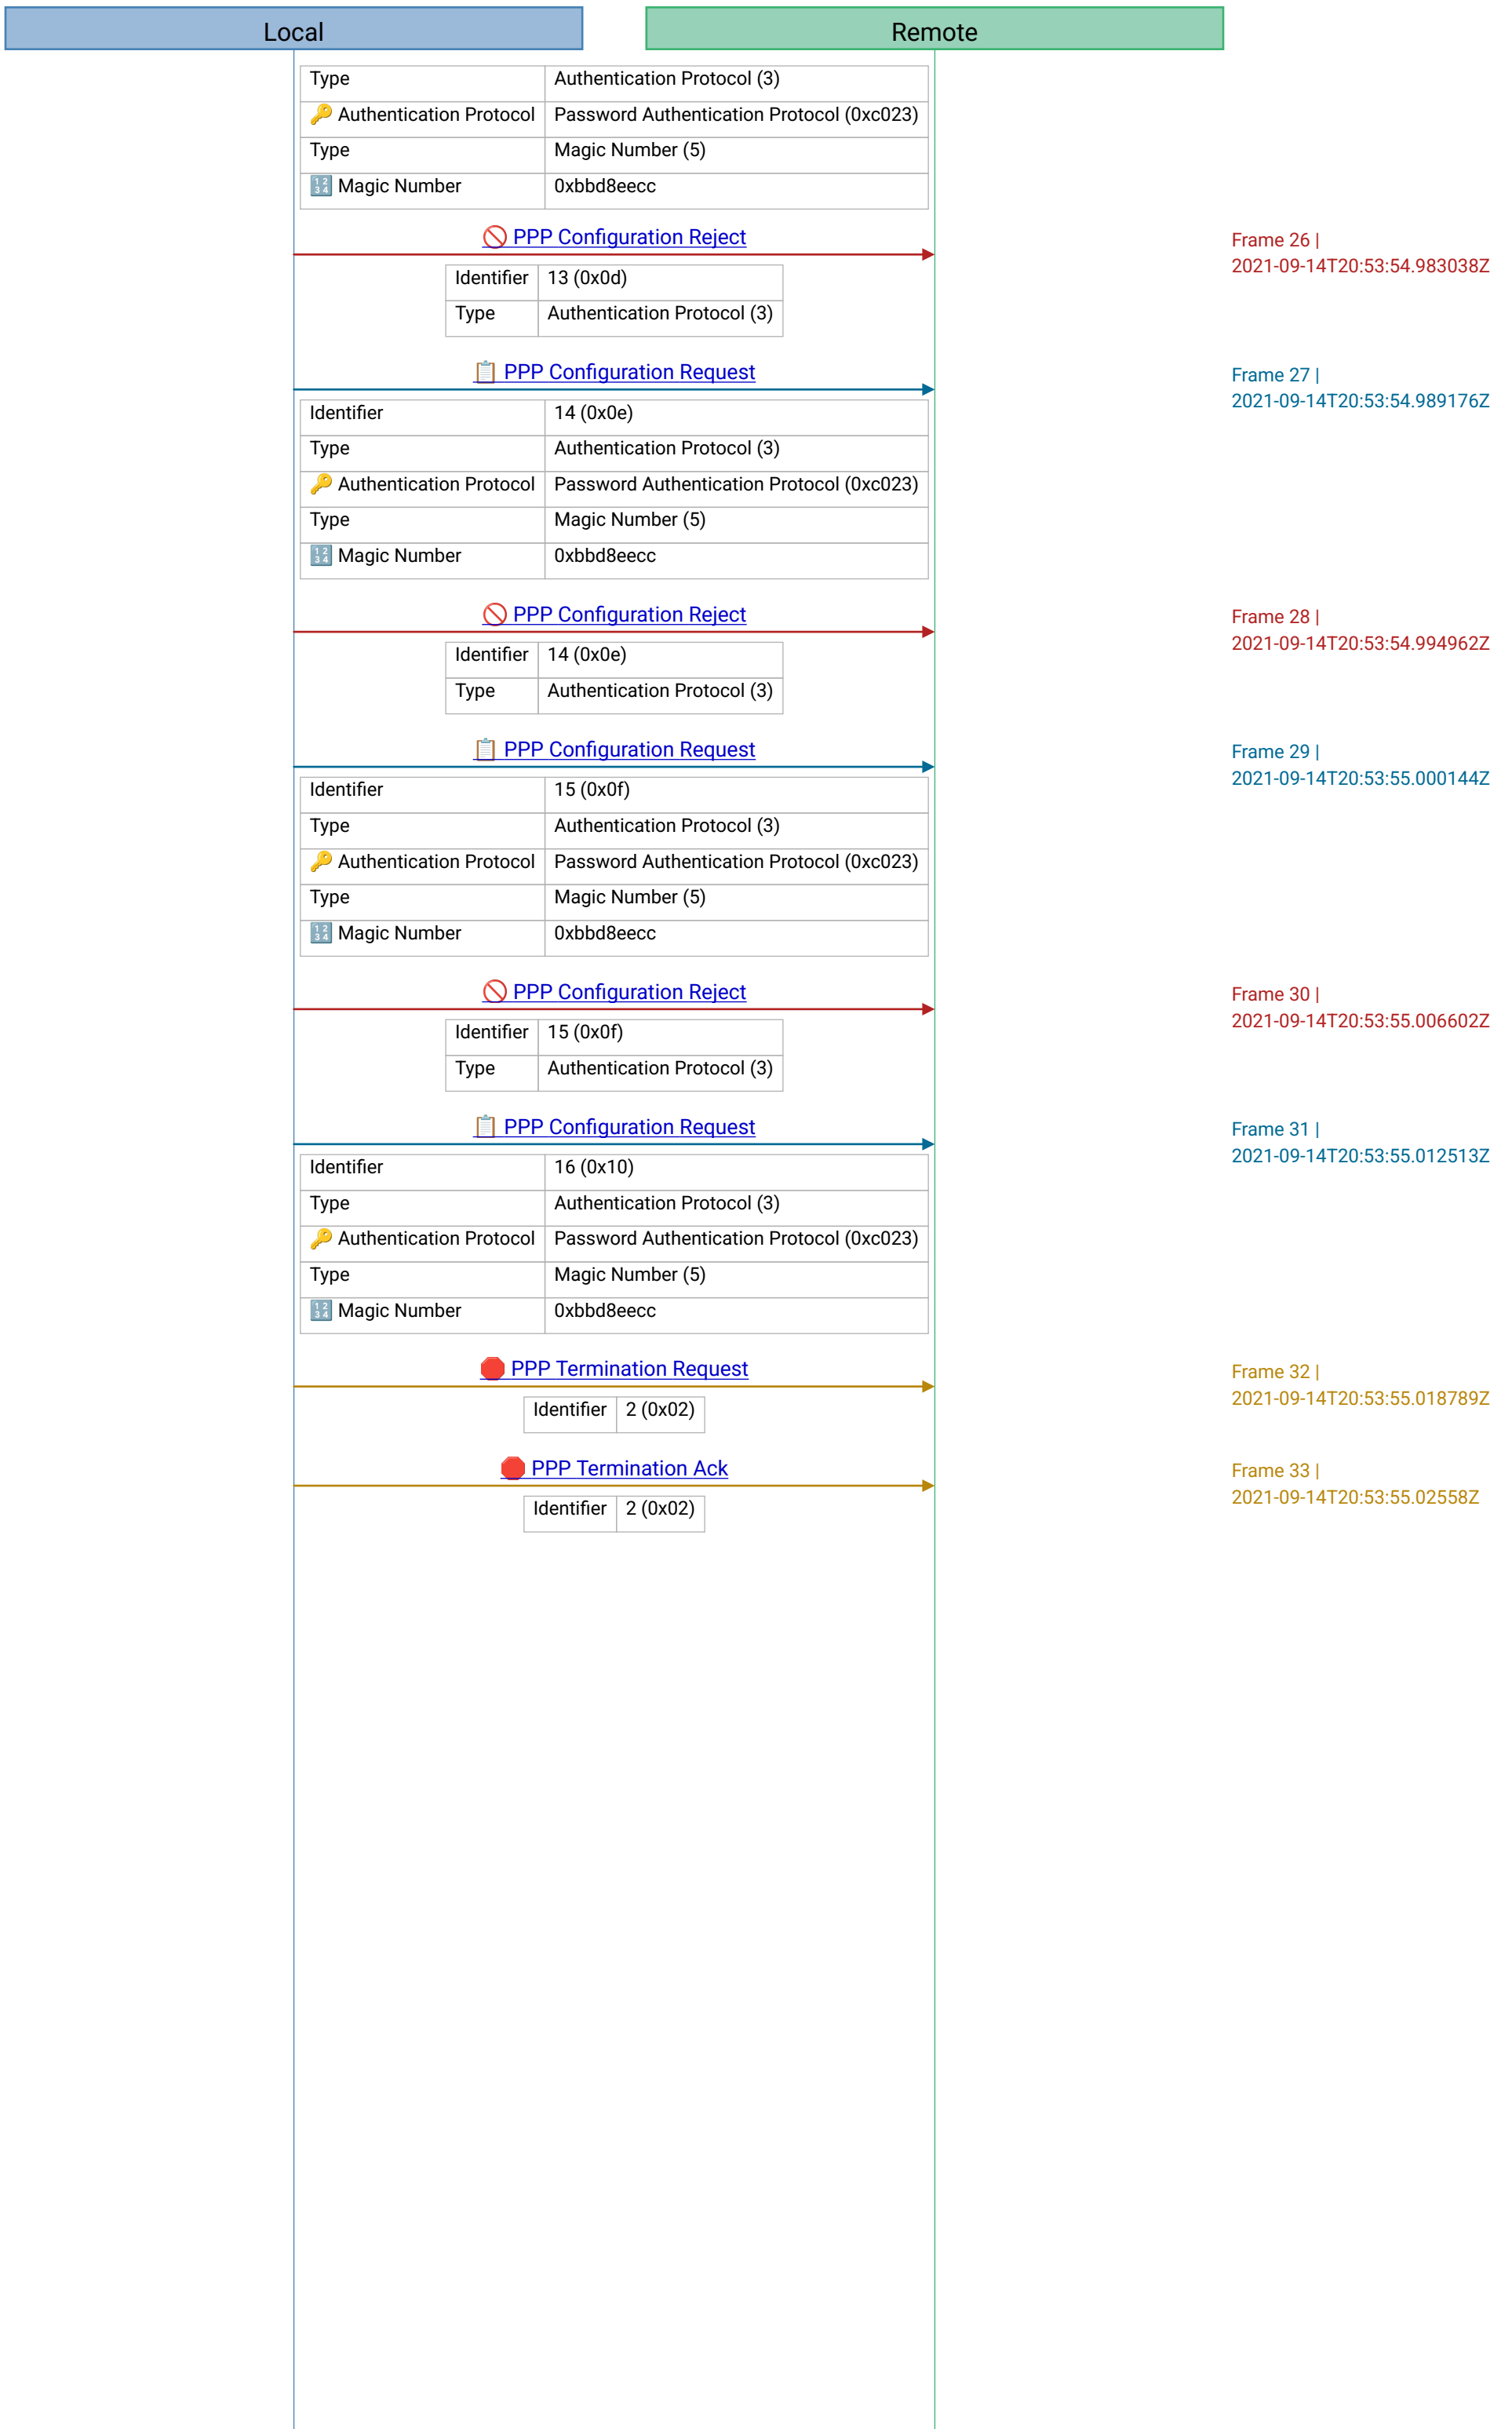 Local Remote
Type Authentication Protocol (3)
🔑 Authentication Protocol Password Authentication Protocol (0xc023)
Type Magic Number (5)
🔢 Magic Number 0xbbd8eecc
🚫 PPP Configuration Reject
Frame 26 |
2021-09-14T20:53:54.983038Z
Identifier 13 (0x0d)
Type Authentication Protocol (3)
📋 PPP Configuration Request
Frame 27 |
2021-09-14T20:53:54.989176Z
Identifier 14 (0x0e)
Type Authentication Protocol (3)
🔑 Authentication Protocol Password Authentication Protocol (0xc023)
Type Magic Number (5)
🔢 Magic Number 0xbbd8eecc
🚫 PPP Configuration Reject
Frame 28 |
2021-09-14T20:53:54.994962Z
Identifier 14 (0x0e)
Type Authentication Protocol (3)
📋 PPP Configuration Request
Frame 29 |
2021-09-14T20:53:55.000144Z
Identifier 15 (0x0f)
Type Authentication Protocol (3)
🔑 Authentication Protocol Password Authentication Protocol (0xc023)
Type Magic Number (5)
🔢 Magic Number 0xbbd8eecc
🚫 PPP Configuration Reject
Frame 30 |
2021-09-14T20:53:55.006602Z
Identifier 15 (0x0f)
Type Authentication Protocol (3)
📋 PPP Configuration Request
Frame 31 |
2021-09-14T20:53:55.012513Z
Identifier 16 (0x10)
Type Authentication Protocol (3)
🔑 Authentication Protocol Password Authentication Protocol (0xc023)
Type Magic Number (5)
🔢 Magic Number 0xbbd8eecc
🛑 PPP Termination Request
Frame 32 |
2021-09-14T20:53:55.018789Z
Identifier 2 (0x02)
🛑 PPP Termination Ack
Frame 33 |
2021-09-14T20:53:55.02558Z
Identifier 2 (0x02)